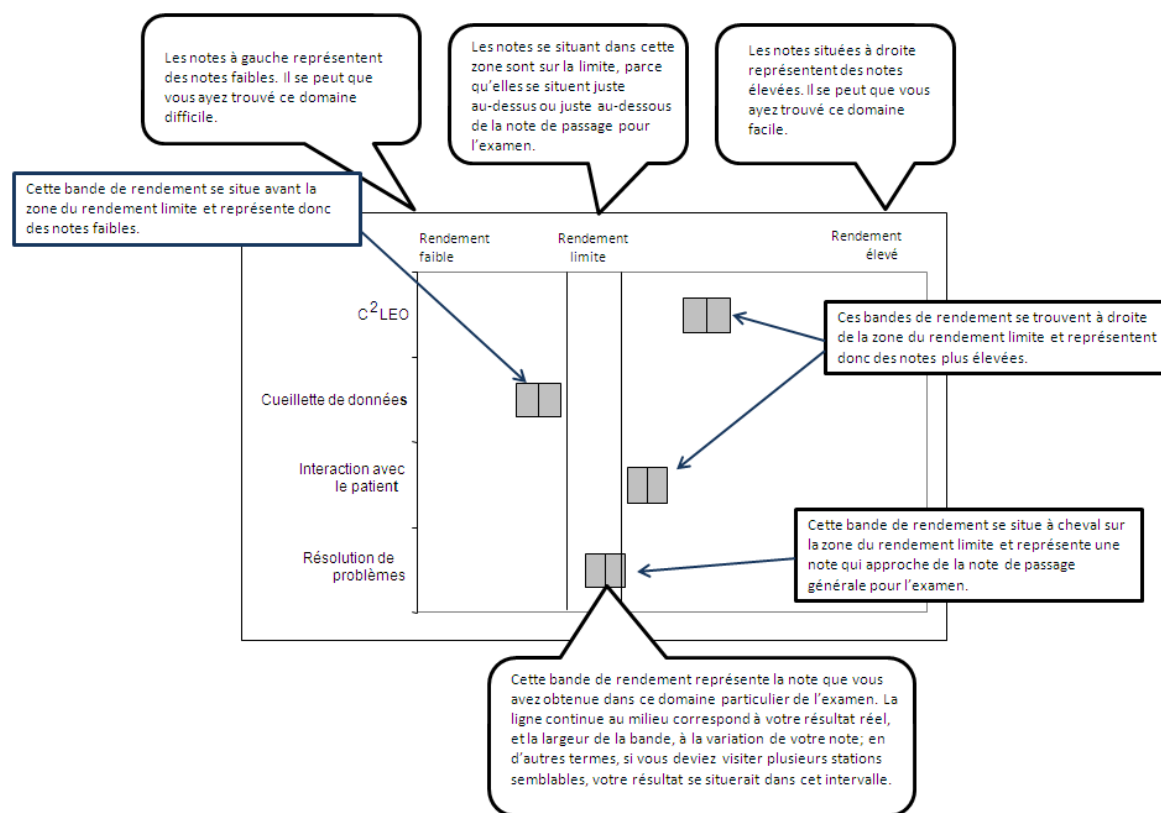 Les notes à gauche représentent
des notes faibles. Il se peut que
vous ayez trouvé ce domaine
difficile.
Les notes se situant dans cette
zone sont sur la limite, parce
qu’elles se situent juste
au-dessus ou juste au-dessous
de la note de passage pour
l’examen.
Les notes situées à droite
représentent des notes
élevées. Il se peut que vous
ayez trouvé ce domaine
facile.
Cette bande de rendement se situe avant la
zone du rendement limite et représente donc
des notes faibles.
Rendement
faible
Rendement
limite
Rendement
élevé
C²LEO
Cueillette de données
Interaction avec
le patient
Résolution de
problèmes
Ces bandes de rendement se trouvent à droite
de la zone du rendement limite et représentent
donc des notes plus élevées.
Cette bande de rendement se situe à cheval sur
la zone du rendement limite et représente une
note qui approche de la note de passage
générale pour l’examen.
Cette bande de rendement représente la note que vous
avez obtenue dans ce domaine particulier de l’examen. La
ligne continue au milieu correspond à votre résultat réel,
et la largeur de la bande, à la variation de votre note; en
d’autres termes, si vous deviez visiter plusieurs stations
semblables, votre résultat se situerait dans cet intervalle.